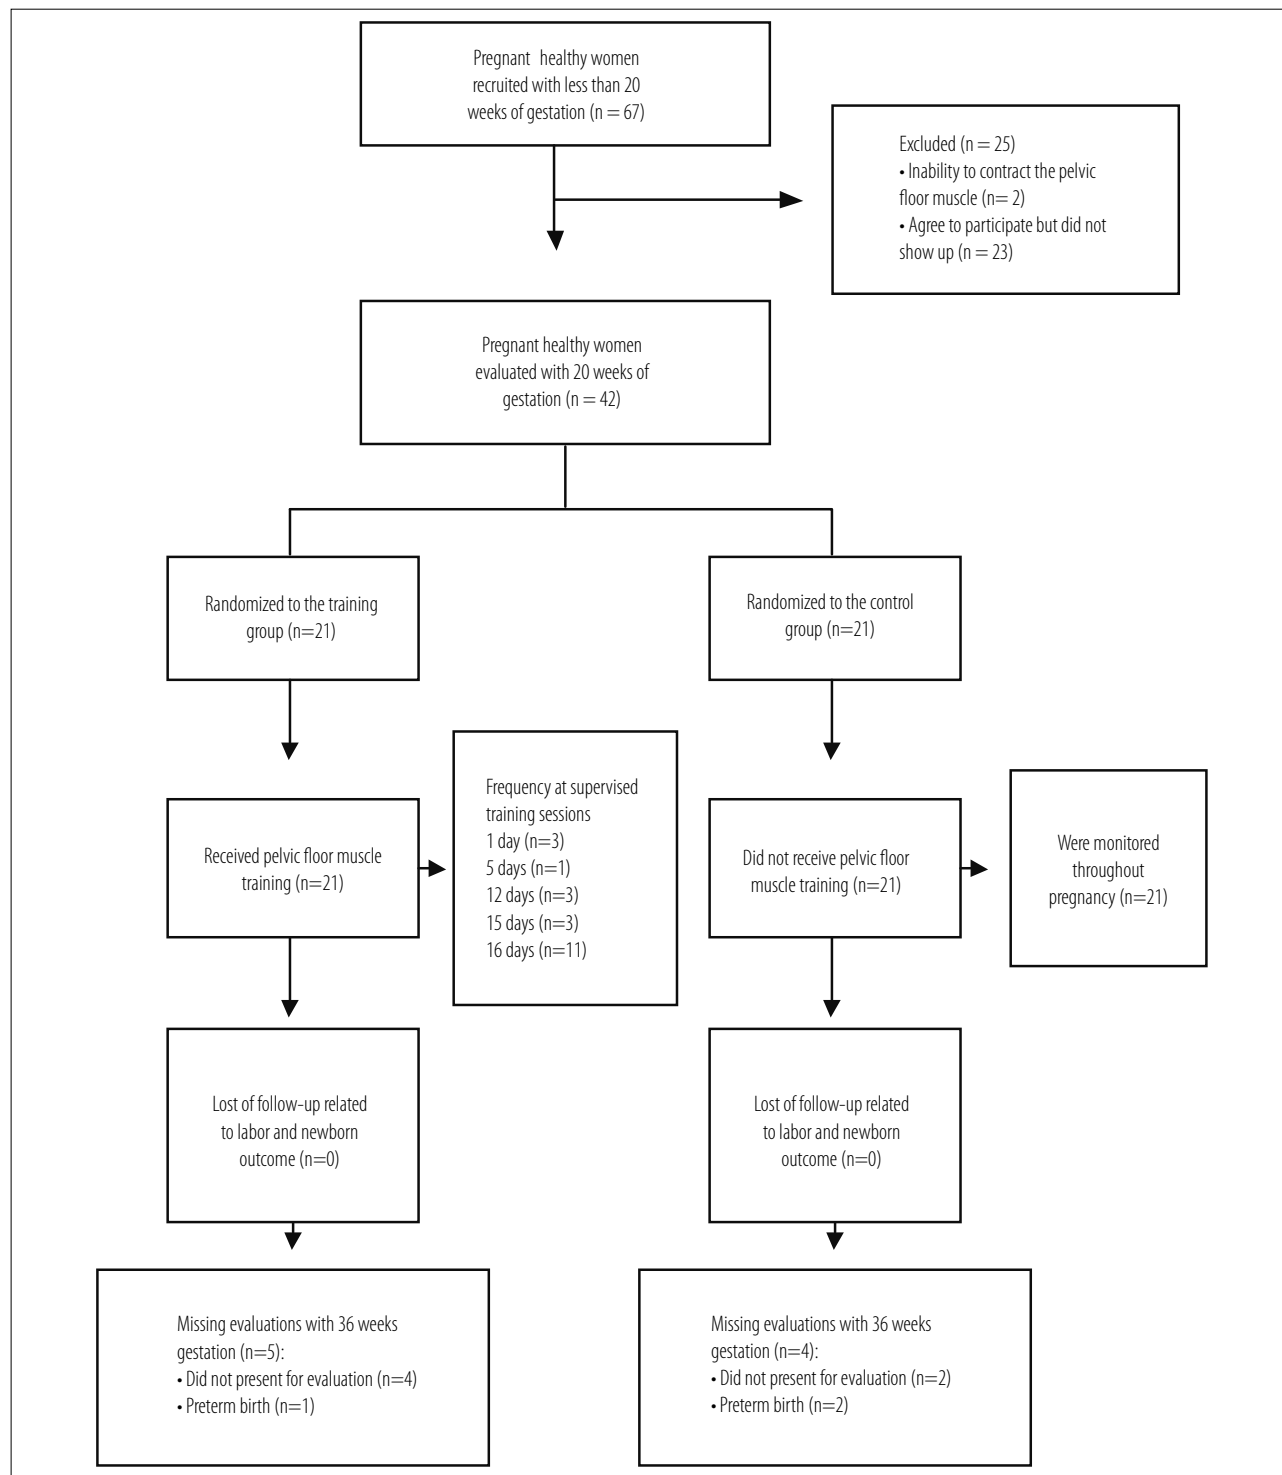 Pregnant healthy women
recruited with less than 20
weeks of gestation (n = 67)
Excluded (n = 25)
• Inability to contract the pelvic
floor muscle (n= 2)
• Agree to participate but did not
show up (n = 23)
Pregnant healthy women
evaluated with 20 weeks of
gestation (n = 42)
Randomized to the training
group (n=21)
Randomized to the control
group (n=21)
Received pelvic floor muscle
training (n=21)
Frequency at supervised
training sessions
1 day (n=3)
5 days (n=1)
12 days (n=3)
15 days (n=3)
16 days (n=11)
Did not receive pelvic floor
muscle training (n=21)
Were monitored
throughout
pregnancy (n=21)
Lost of follow-up related
to labor and newborn
outcome (n=0)
Lost of follow-up related
to labor and newborn
outcome (n=0)
Missing evaluations with 36 weeks
gestation (n=5):
• Did not present for evaluation (n=4)
• Preterm birth (n=1)
Missing evaluations with 36 weeks
gestation (n=4):
• Did not present for evaluation (n=2)
• Preterm birth (n=2)